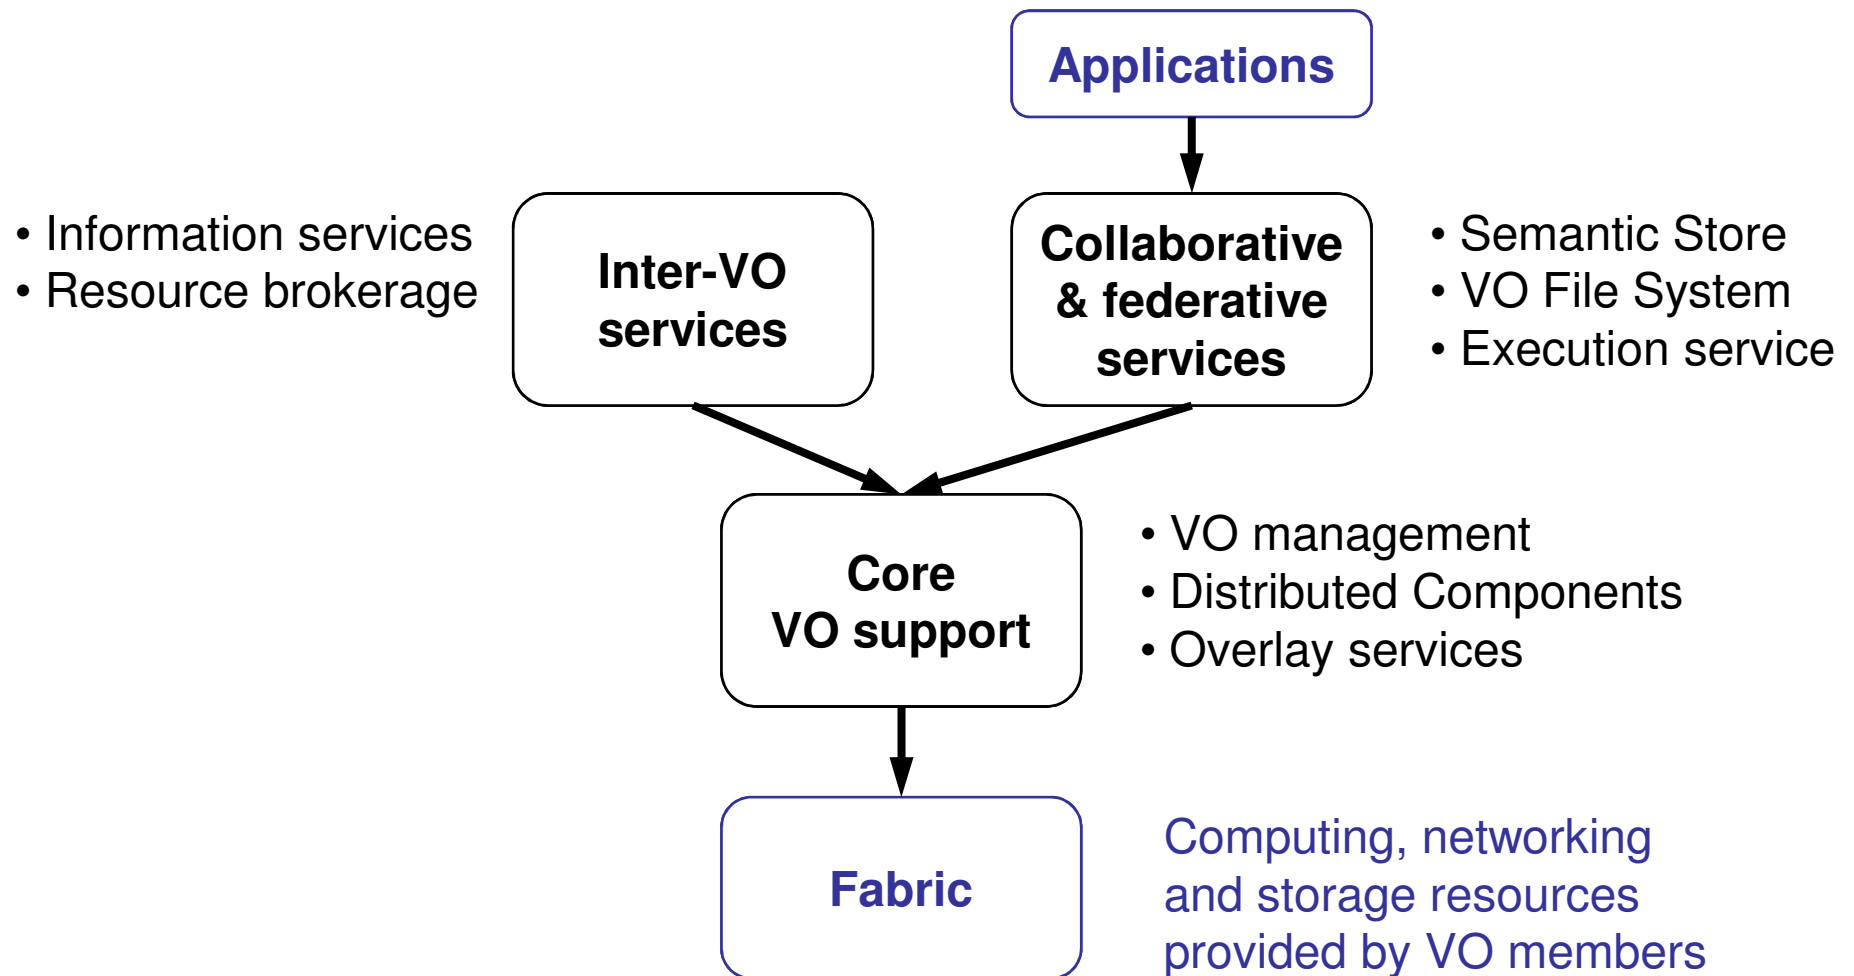 Applications
• Information services
• Resource brokerage
Inter-VO
services
Collaborative
& federative
services
• Semantic Store
• VO File System
• Execution service
Core
VO support
• VO management
• Distributed Components
• Overlay services
Fabric
Computing, networking
and storage resources
provided by VO members